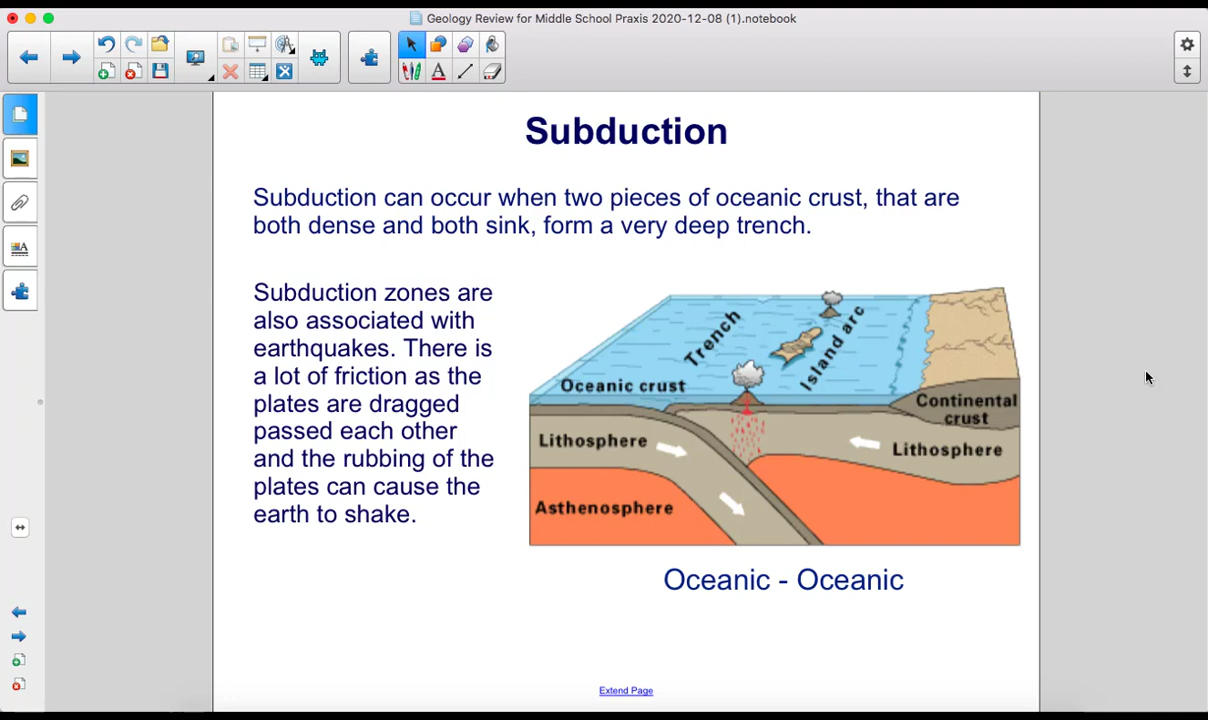 Geology Review for Middle School Praxis 2020-12-08 (1).notebook
Subduction
Subduction can occur when two pieces of oceanic crust, that are
both dense and both sink, form a very deep trench.
Subduction zones are
also associated with
earthquakes. There is
a lot of friction as the
plates are dragged
passed each other
and the rubbing of the
plates can cause the
earth to shake.
Trench
Island arc
Oceanic crust
Continental
crust
Lithosphere
Lithosphere
Asthenosphere
Oceanic - Oceanic
Extend Page